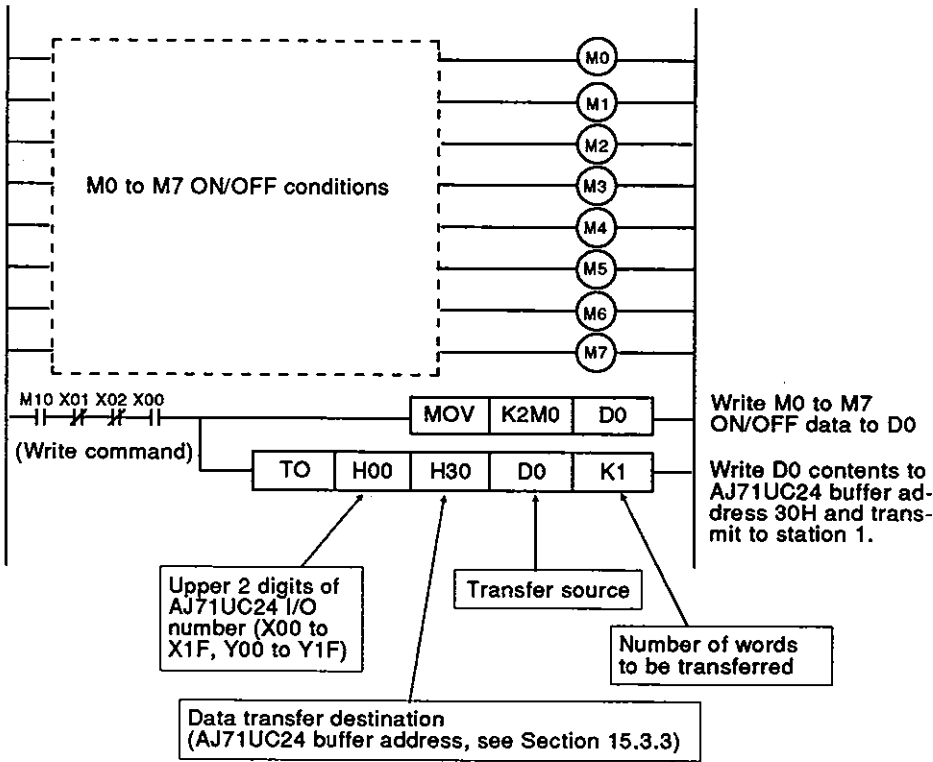 M0
M1
M2
M0 to M7 ON/OFF conditions
M3
M4
M5
M6
M7
M10 X01 X02 X00
(Write command)
MOV K2M0 D0
Write M0 to M7
ON/OFF data to D0
TO H00 H30 D0 K1
Write D0 contents to
AJ71UC24 buffer ad-
dress 30H and trans-
mit to station 1.
Upper 2 digits of
AJ71UC24 I/O
number (X00 to
X1F, Y00 to Y1F)
Transfer source
Number of words
to be transferred
Data transfer destination
(AJ71UC24 buffer address, see Section 15.3.3)